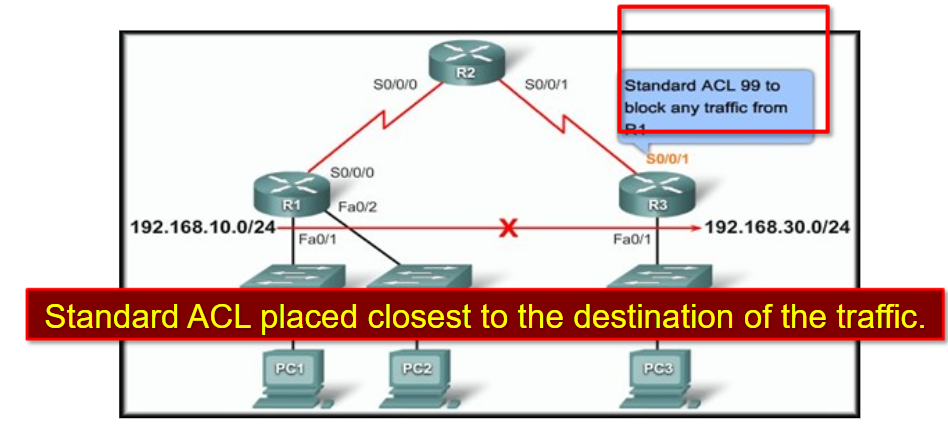 R2
S0/0/0
S0/0/1
Standard ACL 99 to
block any traffic from
R1
S0/0/1
S0/0/0
R1
R3
Fa0/2
192.168.10.0/24
X
192.168.30.0/24
Fa0/1
Fa0/1
Standard ACL placed closest to the destination of the traffic.
PC1
PC2
PC3